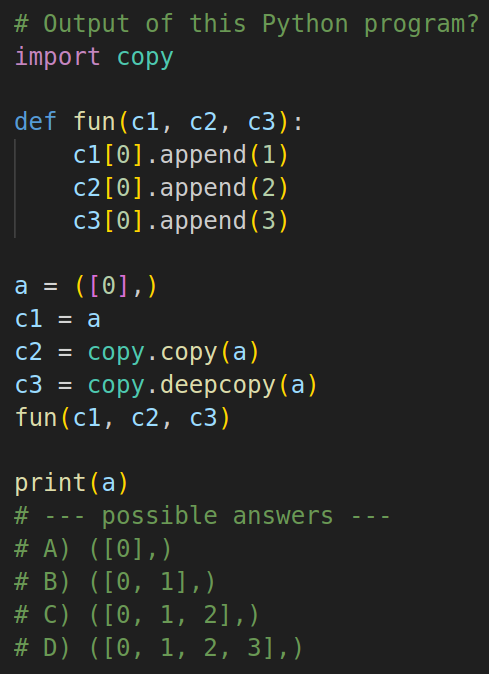 # Output of this Python program?
import copy

def fun(c1, c2, c3):
    c1[0].append(1)
    c2[0].append(2)
    c3[0].append(3)

a = ([0],)
c1 = a
c2 = copy.copy(a)
c3 = copy.deepcopy(a)
fun(c1, c2, c3)

print(a)
# --- possible answers ---
# A) ([0],)
# B) ([0, 1],)
# C) ([0, 1, 2],)
# D) ([0, 1, 2, 3],)